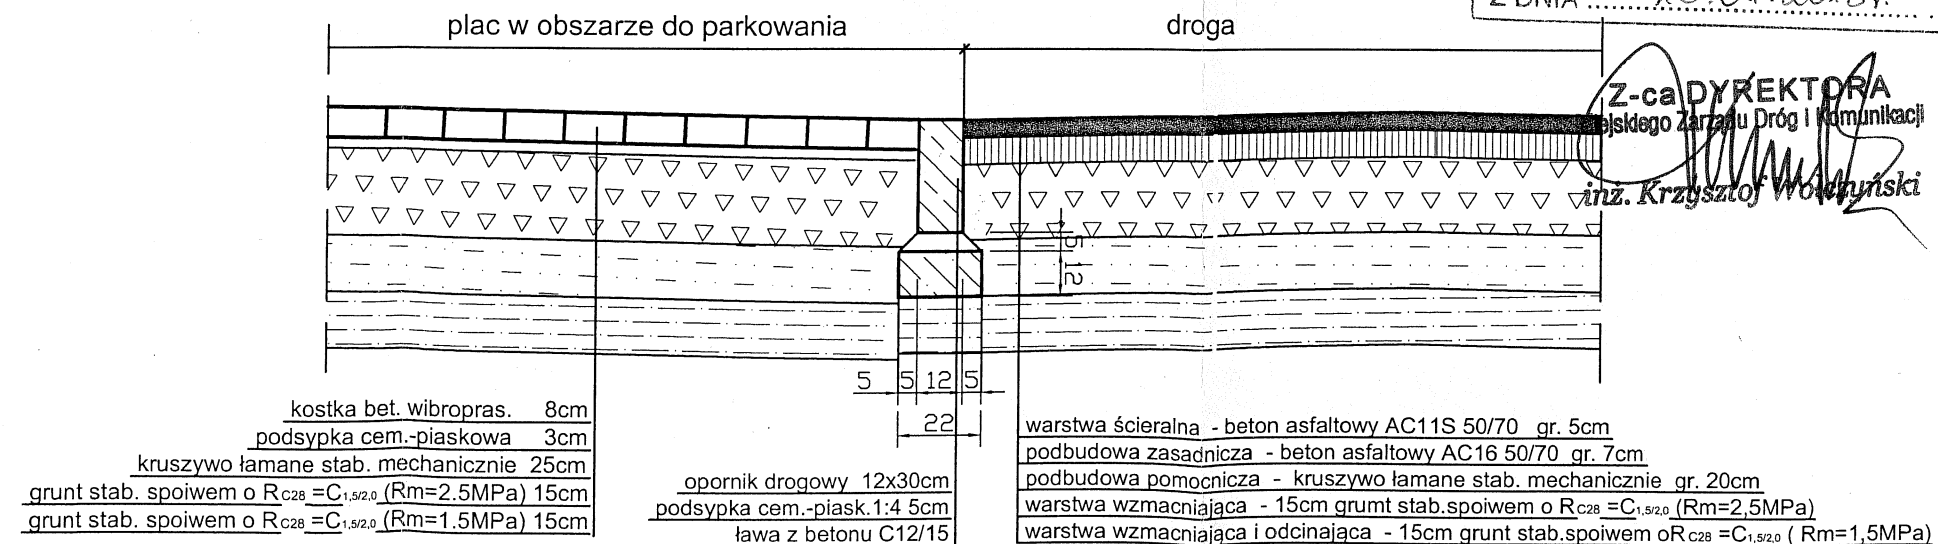 plac w obszarze do parkowania
droga
Z DNIA
Z-ca DYREKTORA
ejskiego Zarządu Dróg i Komunikacji
inż. Krzysztof Wołczyński
5
12
5 5 12 5
22
kostka bet. wibropras. 8cm
podsypka cem.-piaskowa 3cm
kruszywo łamane stab. mechanicznie 25cm
grunt stab. spoiwem o RC28 =C1,5/2,0 (Rm=2.5MPa) 15cm
grunt stab. spoiwem o RC28 =C1,5/2,0 (Rm=1.5MPa) 15cm
opornik drogowy 12x30cm
podsypka cem.-piask.1:4 5cm
ława z betonu C12/15
warstwa ścieralna - beton asfaltowy AC11S 50/70 gr. 5cm
podbudowa zasadnicza - beton asfaltowy AC16 50/70 gr. 7cm
podbudowa pomocnicza - kruszywo łamane stab. mechanicznie gr. 20cm
warstwa wzmacniająca - 15cm grumt stab.spoiwem o RC28 =C1,5/2,0 (Rm=2,5MPa)
warstwa wzmacniająca i odcinająca - 15cm grunt stab.spoiwem oRC28 =C1,5/2,0 ( Rm=1,5MPa)